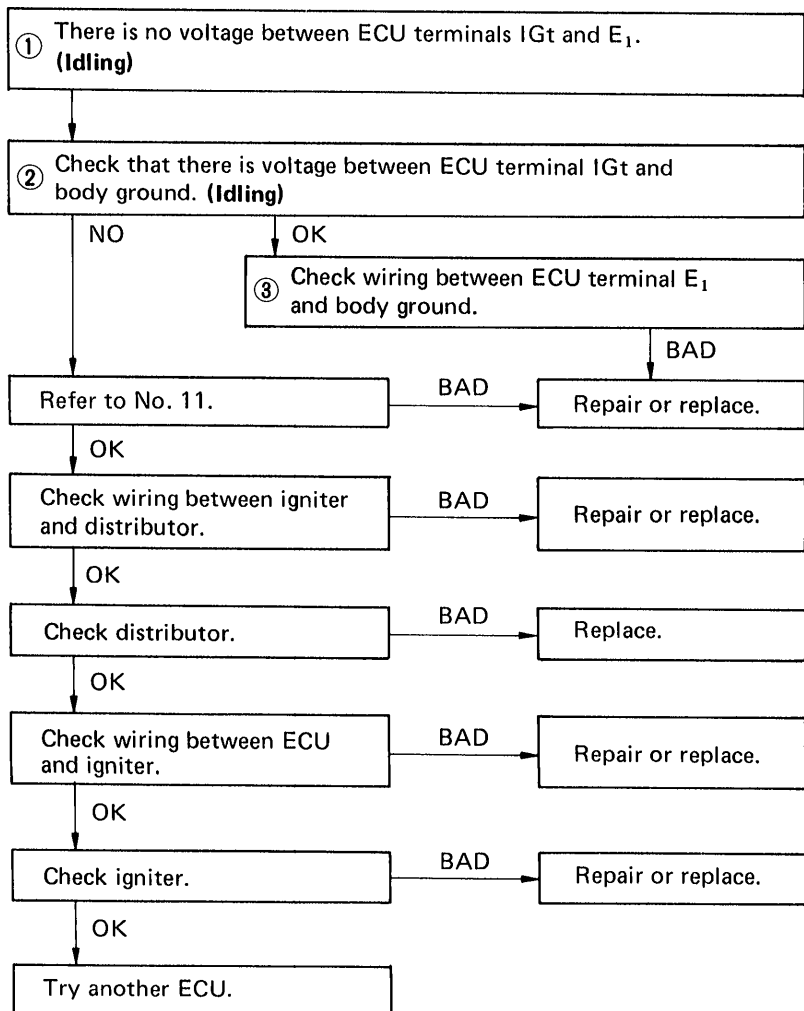 ① There is no voltage between ECU terminals IGt and E₁.
(Idling)
② Check that there is voltage between ECU terminal IGt and
body ground. (Idling)
NO
OK
③ Check wiring between ECU terminal E₁
and body ground.
BAD
Refer to No. 11.
BAD
Repair or replace.
OK
Check wiring between igniter
and distributor.
BAD
Repair or replace.
OK
Check distributor.
BAD
Replace.
OK
Check wiring between ECU
and igniter.
BAD
Repair or replace.
OK
Check igniter.
BAD
Repair or replace.
OK
Try another ECU.